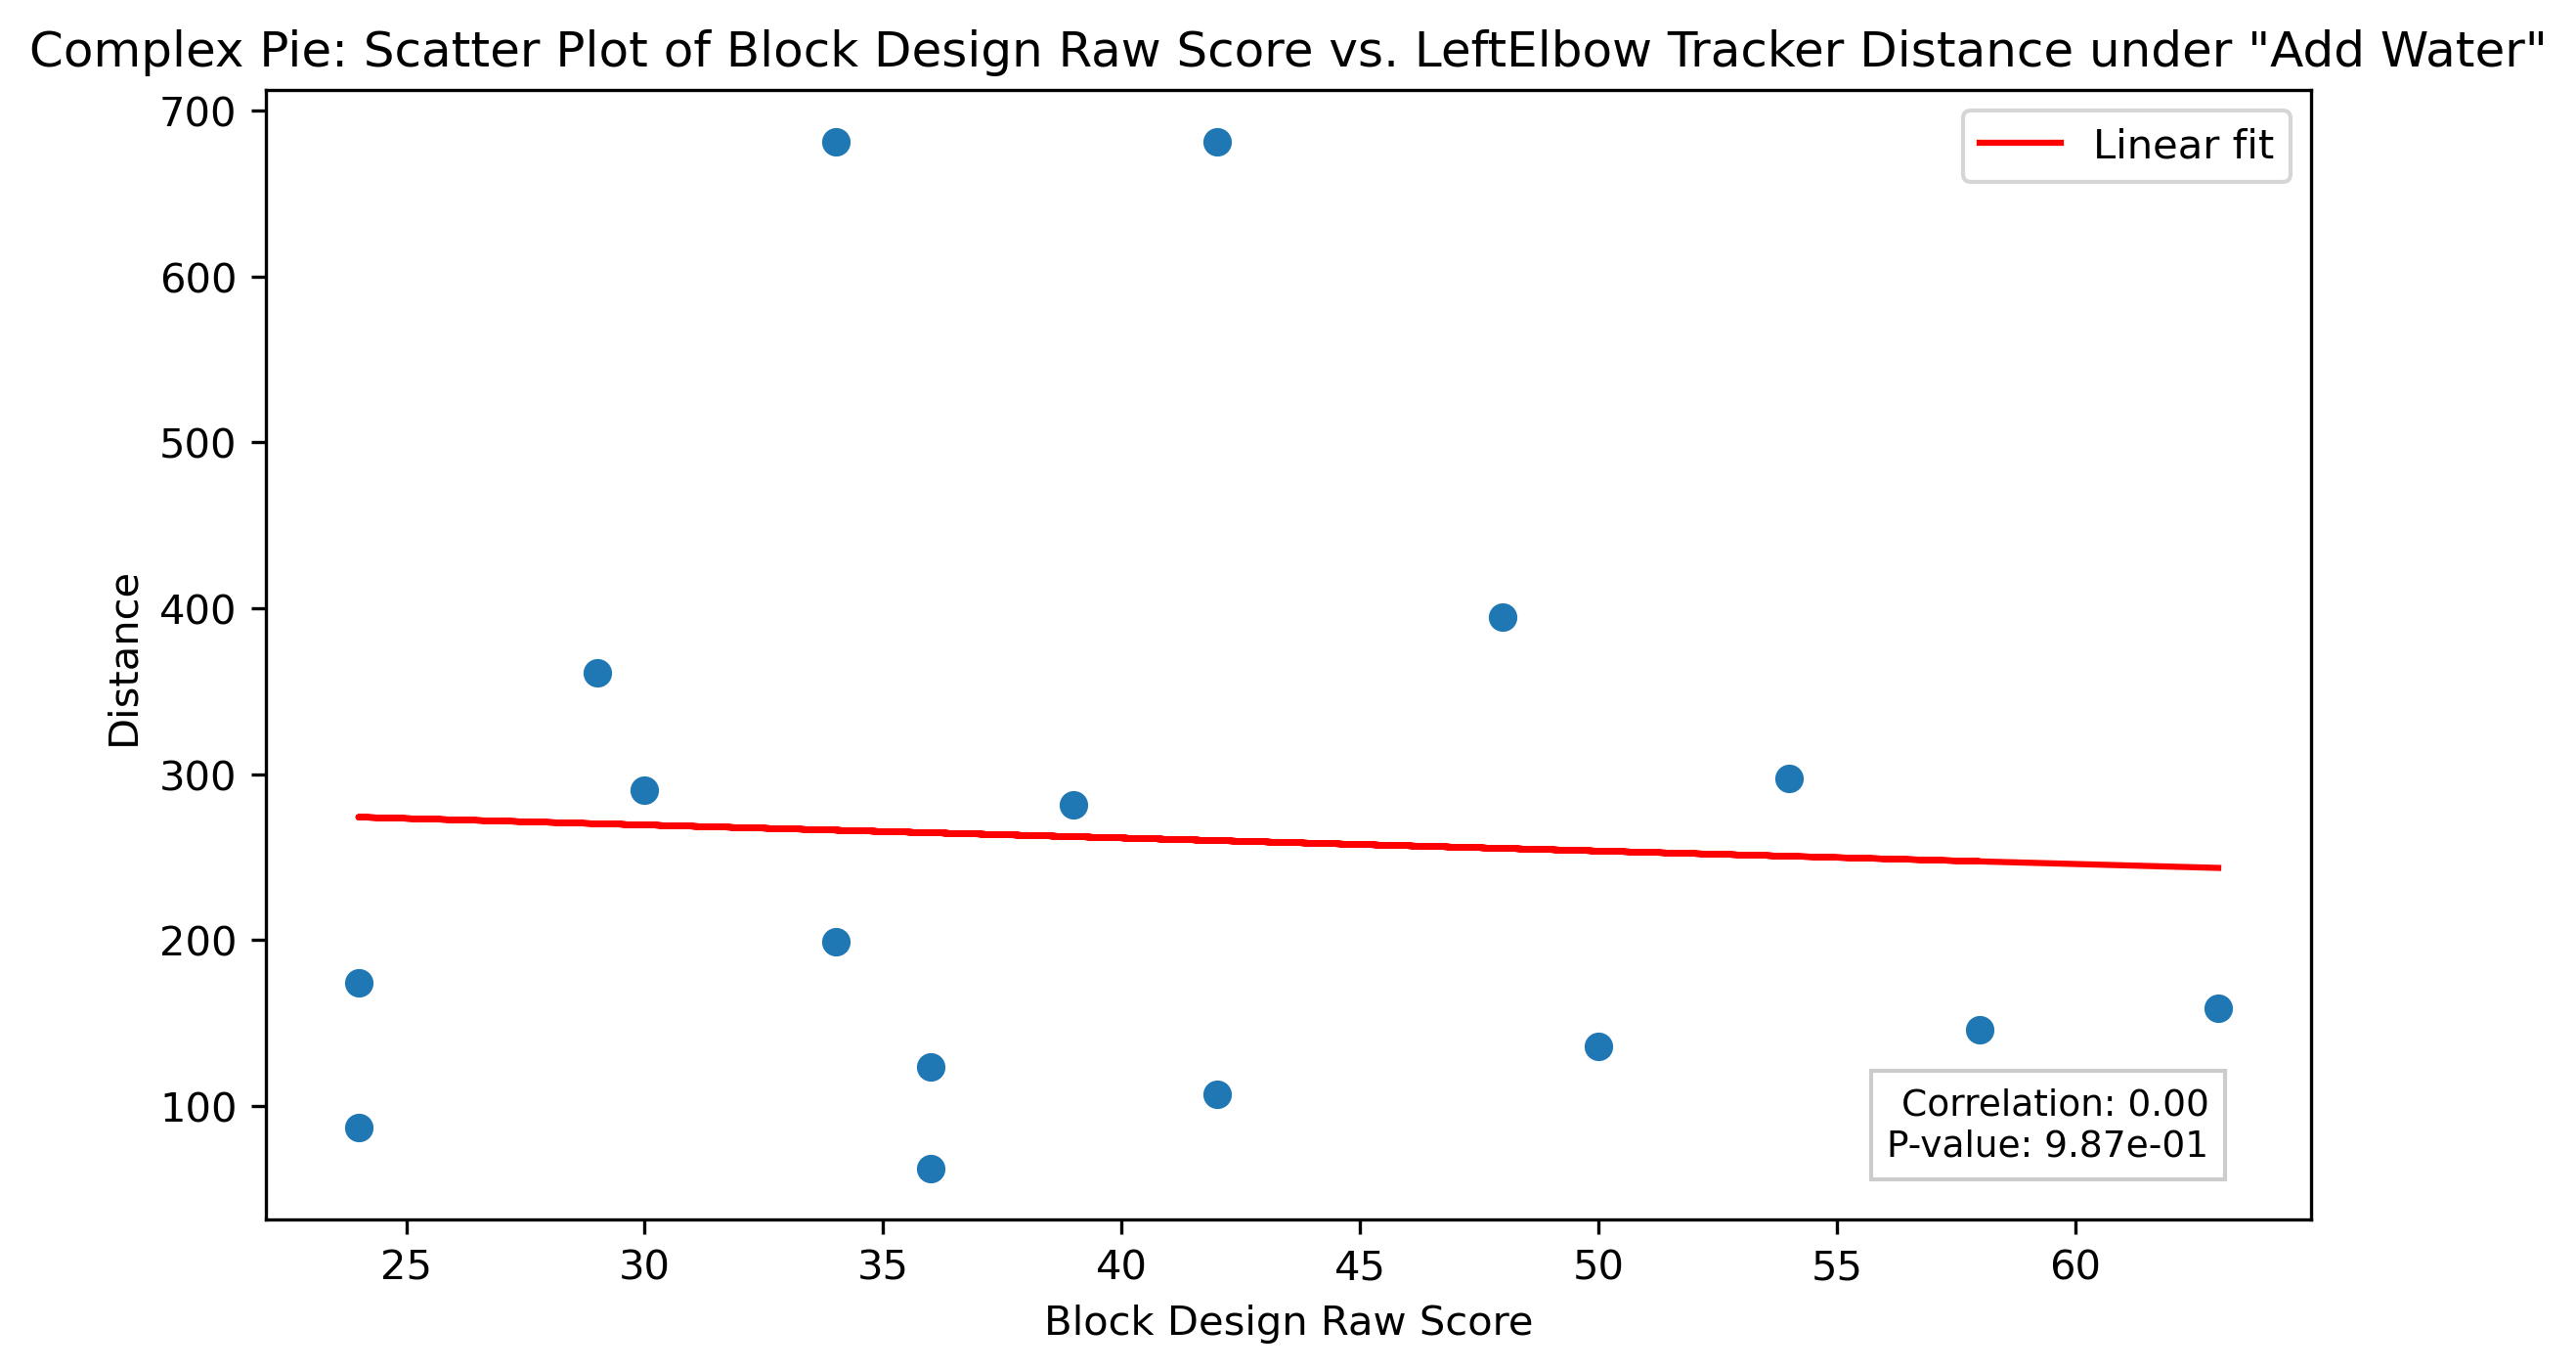 Complex Pie: Scatter Plot of Block Design Raw Score vs. LeftElbow Tracker Distance under "Add Water"
Linear fit
700
600
500
400
300
200
100
Distance
Correlation: 0.00
P-value: 9.87e-01
25 30 35 40 45 50 55 60
Block Design Raw Score